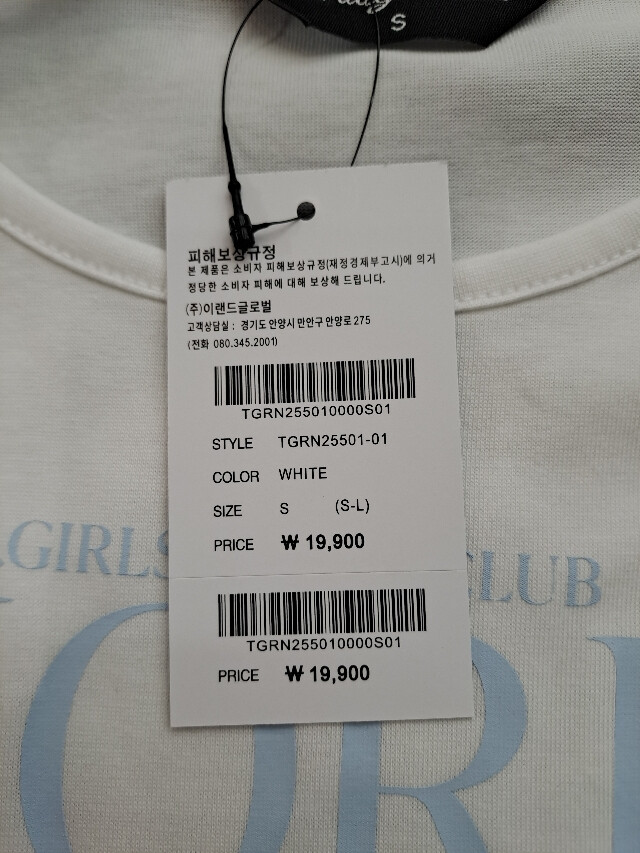 S
피해보상규정
본 제품은 소비자 피해보상규정(재정경제부고시)에 의거
정당한 소비자 피해에 대해 보상해 드립니다.
(주)이랜드글로벌
고객상담실 : 경기도 안양시 만안구 안양로 275
(전화 080.345.2001)
TGRN255010000S01
STYLE TGRN25501-01
COLOR WHITE
SIZE S (S-L)
PRICE ₩ 19,900
GIRLS CLUB
TGRN255010000S01
PRICE ₩ 19,900